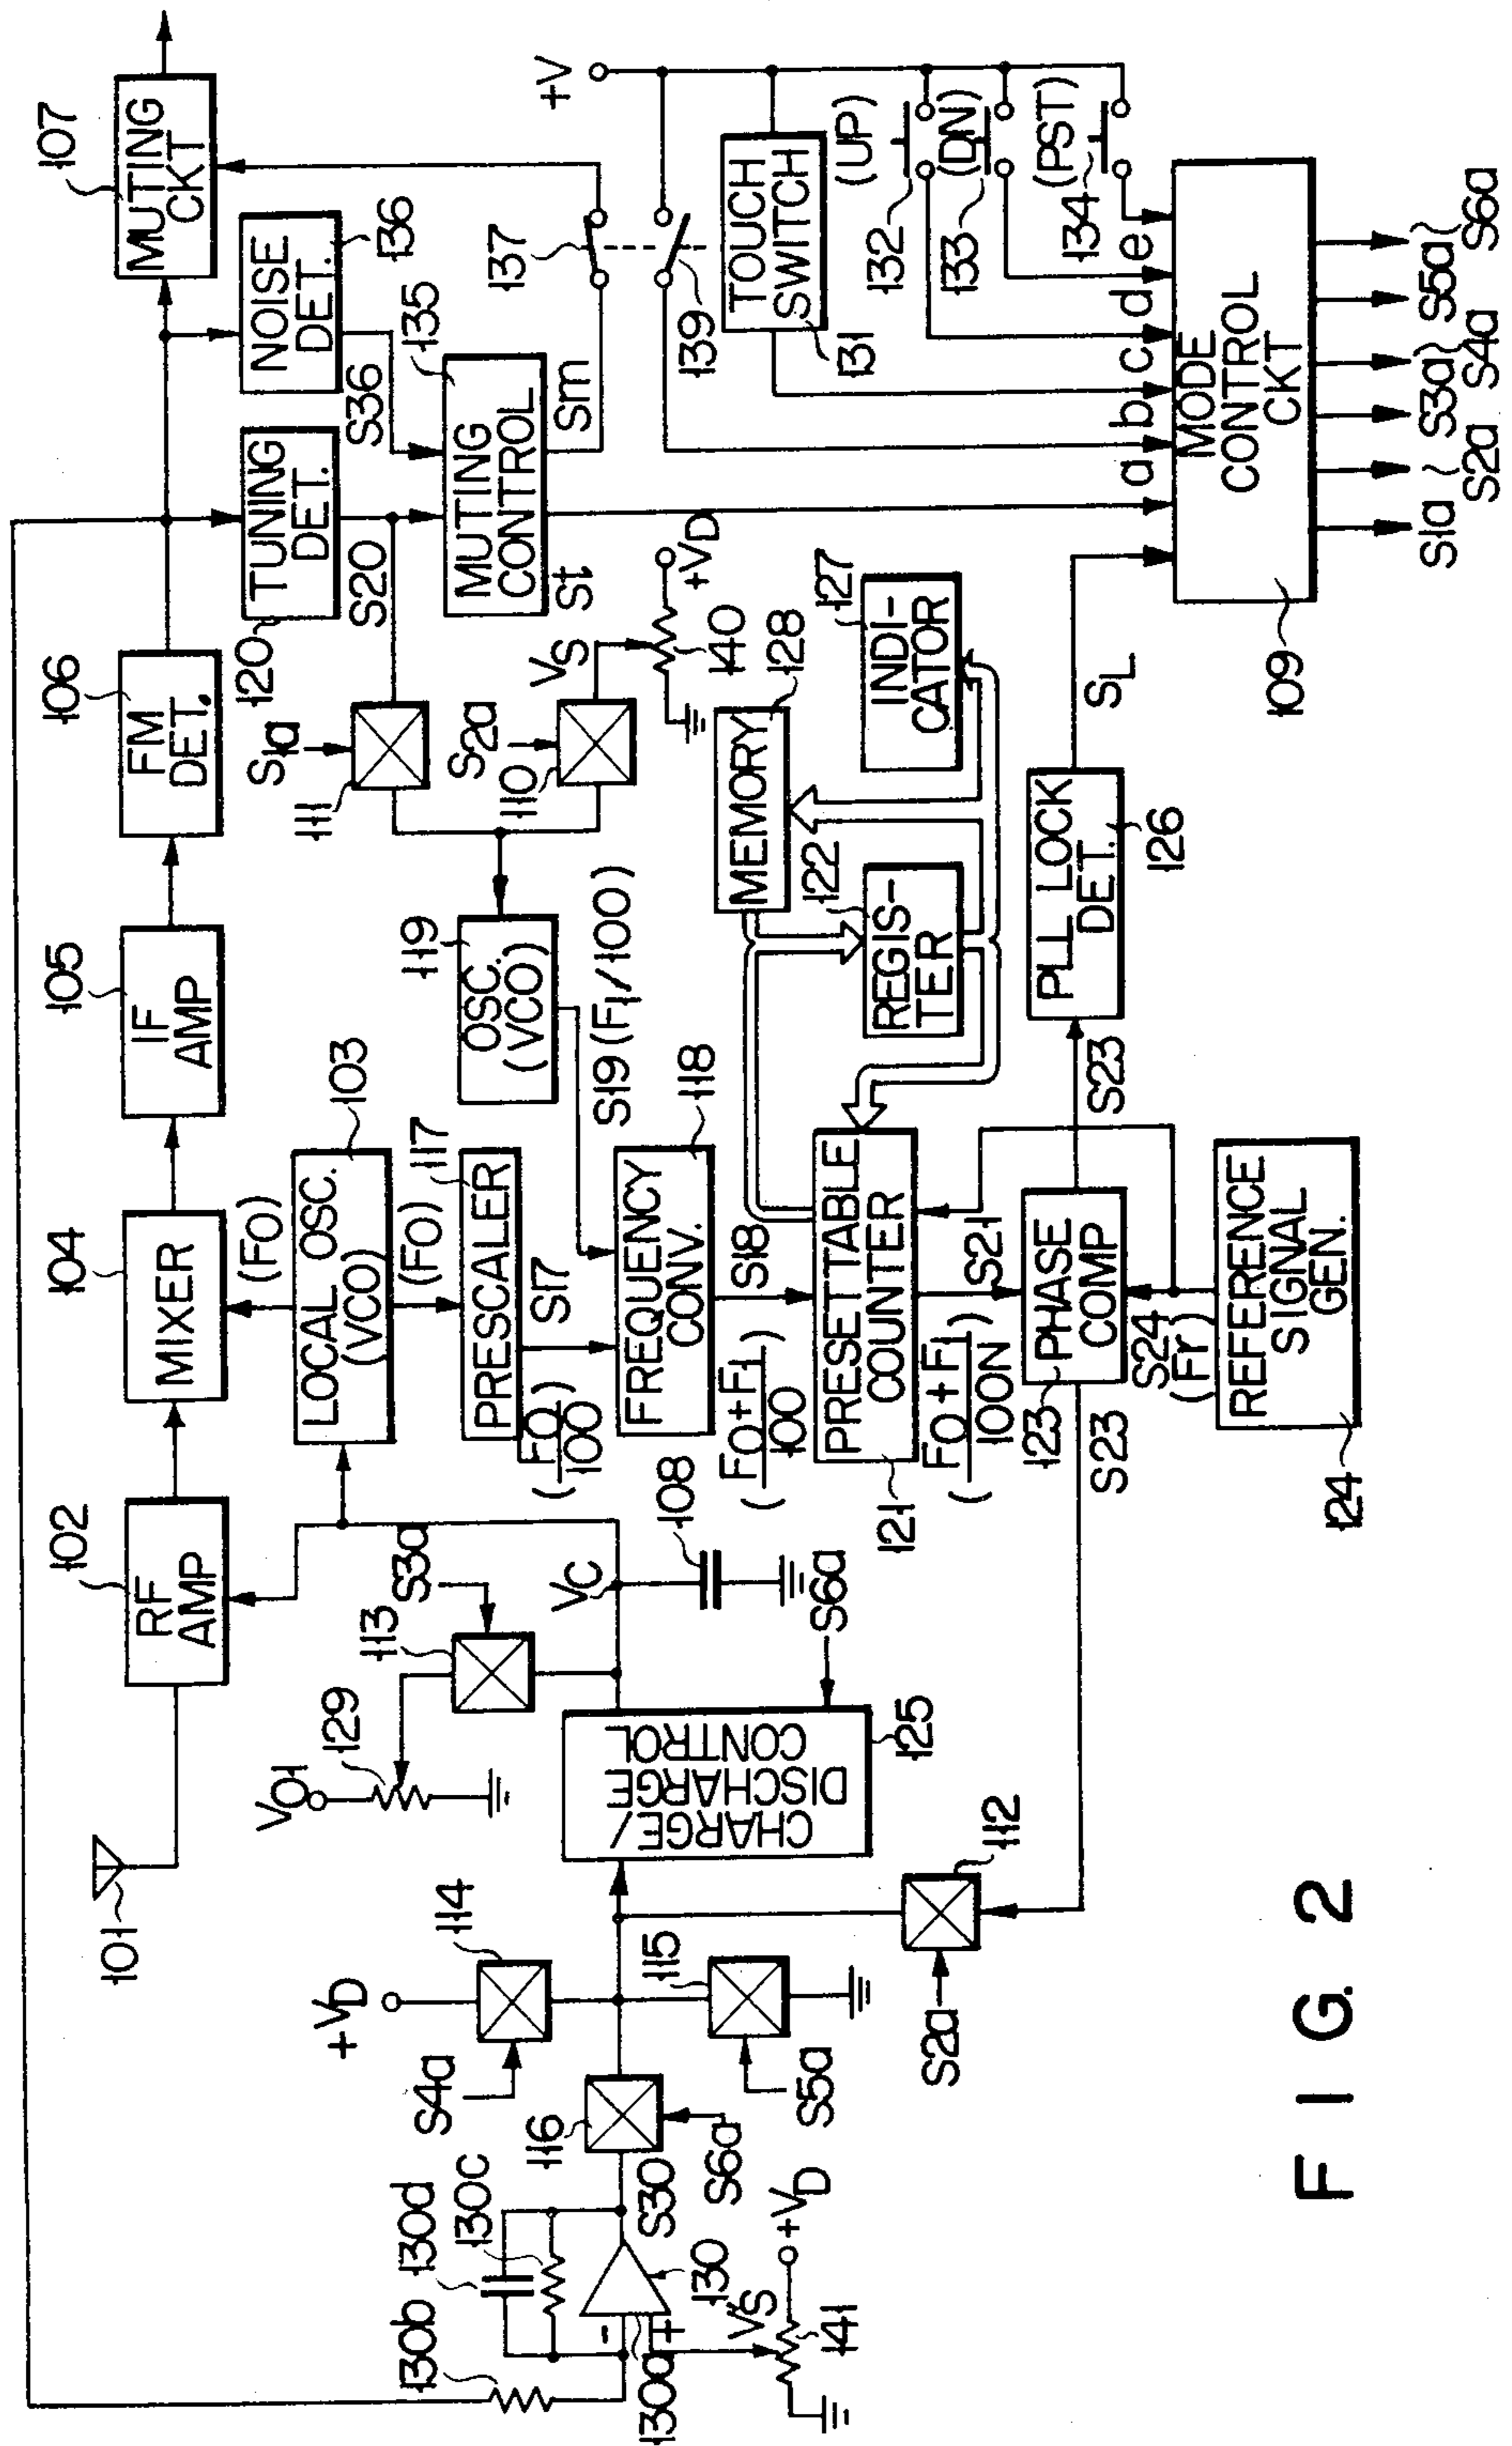 107
MUTING
CKT
106
FM
DET.
105
IF
AMP
104
MIXER
102
RF
AMP
101
136
NOISE
DET.
S36
TUNING
DET.
120
S20
135
MUTING
CONTROL
Sm
St
137
139
+V
TOUCH
SWITCH
131
(UP)
132
(DN)
133
(PST)
134
a
b
c
d
e
MODE
CONTROL
CKT
109
S1a ~ S2a
S3a ~ S4a
S5a ~ S6a
S1a
111
S2a
110
VS
+VD
140
127
INDI-
CATOR
128
MEMORY
122
REGIS-
TER
SL
PLL LOCK
DET.
126
119
OSC.
(VCO)
S19 (F1/100)
103
LOCAL OSC.
(VCO)
(FO)
(FO)
117
PRESCALER
S17
(FO/100)
118
FREQUENCY
CONV.
S18
(FO+F1/100)
PRESETTABLE
COUNTER
121
S21
(FO+F1/100N)
123
PHASE
COMP
S23
S23
S24
(Fr)
REFERENCE
SIGNAL
GEN.
124
108
VC
S3a
113
129
VO1
S6a
CHARGE/
DISCHARGE
CONTROL
125
112
S2a
114
+VD
S4a
115
S5a
116
S6a
S30
130
130a
130b
130c
130d
-
+
VS
+VD
141
FIG. 2